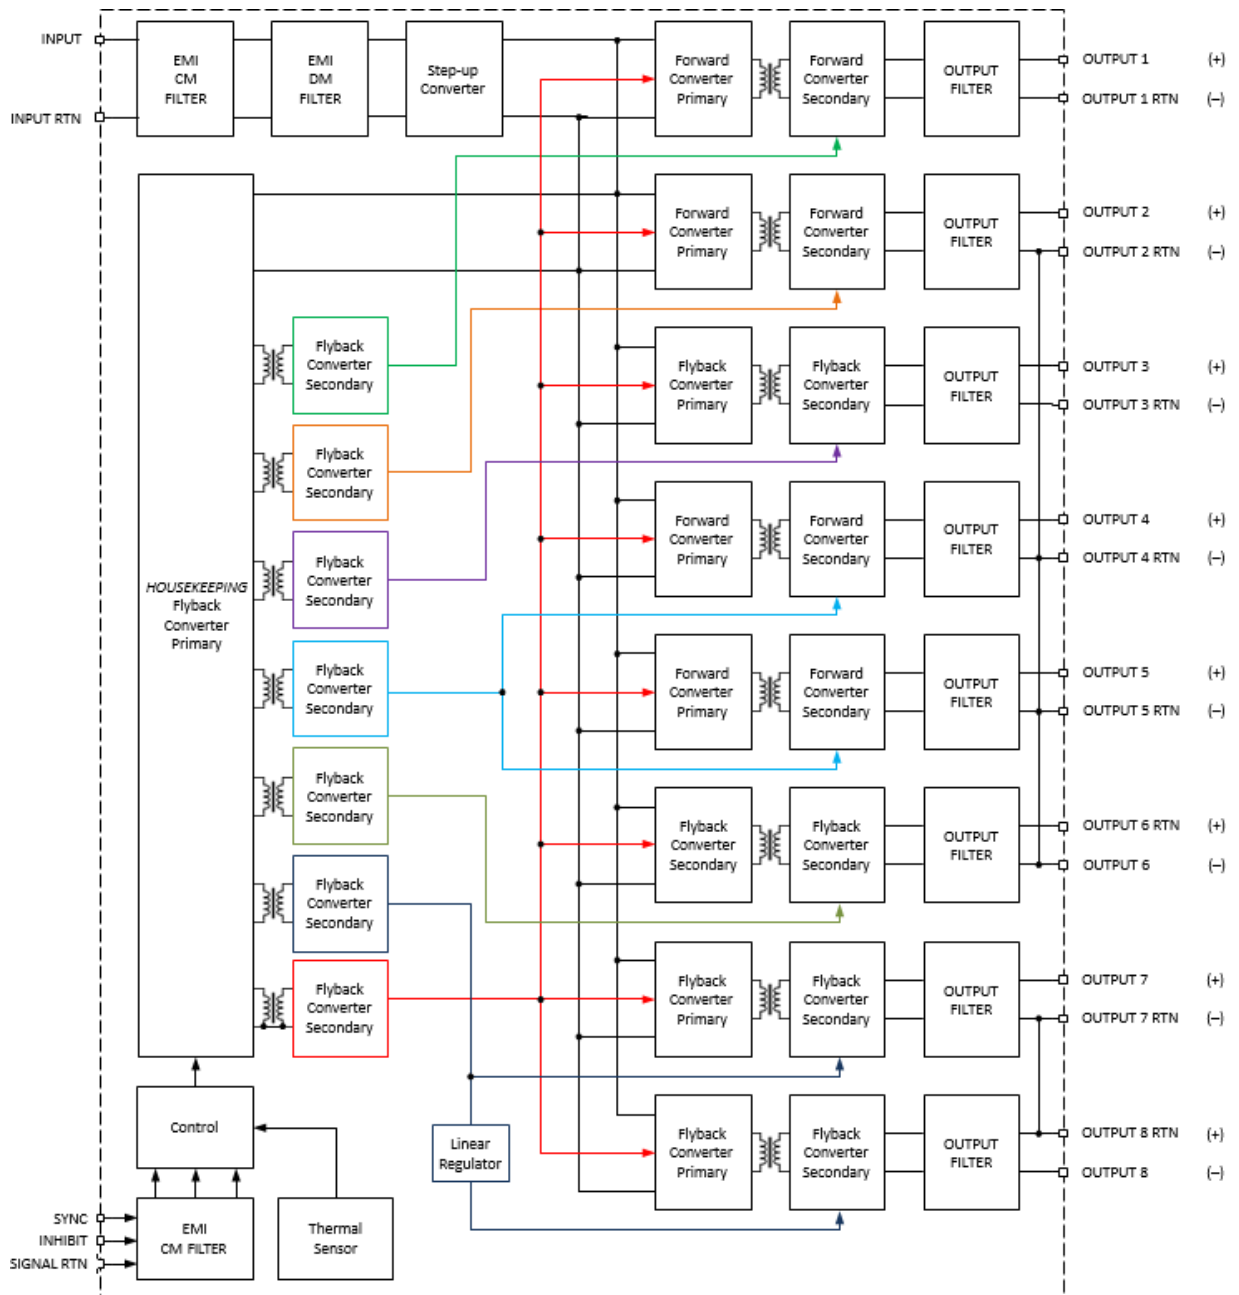 INPUT
INPUT RTN
EMI
CM
FILTER
EMI
DM
FILTER
Step-up
Converter
Forward
Converter
Primary
Forward
Converter
Secondary
OUTPUT
FILTER
OUTPUT 1 (+)
OUTPUT 1 RTN (−)
Forward
Converter
Primary
Forward
Converter
Secondary
OUTPUT
FILTER
OUTPUT 2 (+)
OUTPUT 2 RTN (−)
Flyback
Converter
Primary
Flyback
Converter
Secondary
OUTPUT
FILTER
OUTPUT 3 (+)
OUTPUT 3 RTN (−)
Forward
Converter
Primary
Forward
Converter
Secondary
OUTPUT
FILTER
OUTPUT 4 (+)
OUTPUT 4 RTN (−)
Forward
Converter
Primary
Forward
Converter
Secondary
OUTPUT
FILTER
OUTPUT 5 (+)
OUTPUT 5 RTN (−)
Flyback
Converter
Secondary
Flyback
Converter
Secondary
OUTPUT
FILTER
OUTPUT 6 RTN (+)
OUTPUT 6 (−)
Flyback
Converter
Primary
Flyback
Converter
Secondary
OUTPUT
FILTER
OUTPUT 7 (+)
OUTPUT 7 RTN (−)
Flyback
Converter
Primary
Flyback
Converter
Secondary
OUTPUT
FILTER
OUTPUT 8 RTN (+)
OUTPUT 8 (−)
HOUSEKEEPING
Flyback
Converter
Primary
Flyback
Converter
Secondary
Flyback
Converter
Secondary
Flyback
Converter
Secondary
Flyback
Converter
Secondary
Flyback
Converter
Secondary
Flyback
Converter
Secondary
Flyback
Converter
Secondary
Control
Linear
Regulator
SYNC
INHIBIT
SIGNAL RTN
EMI
CM FILTER
Thermal
Sensor